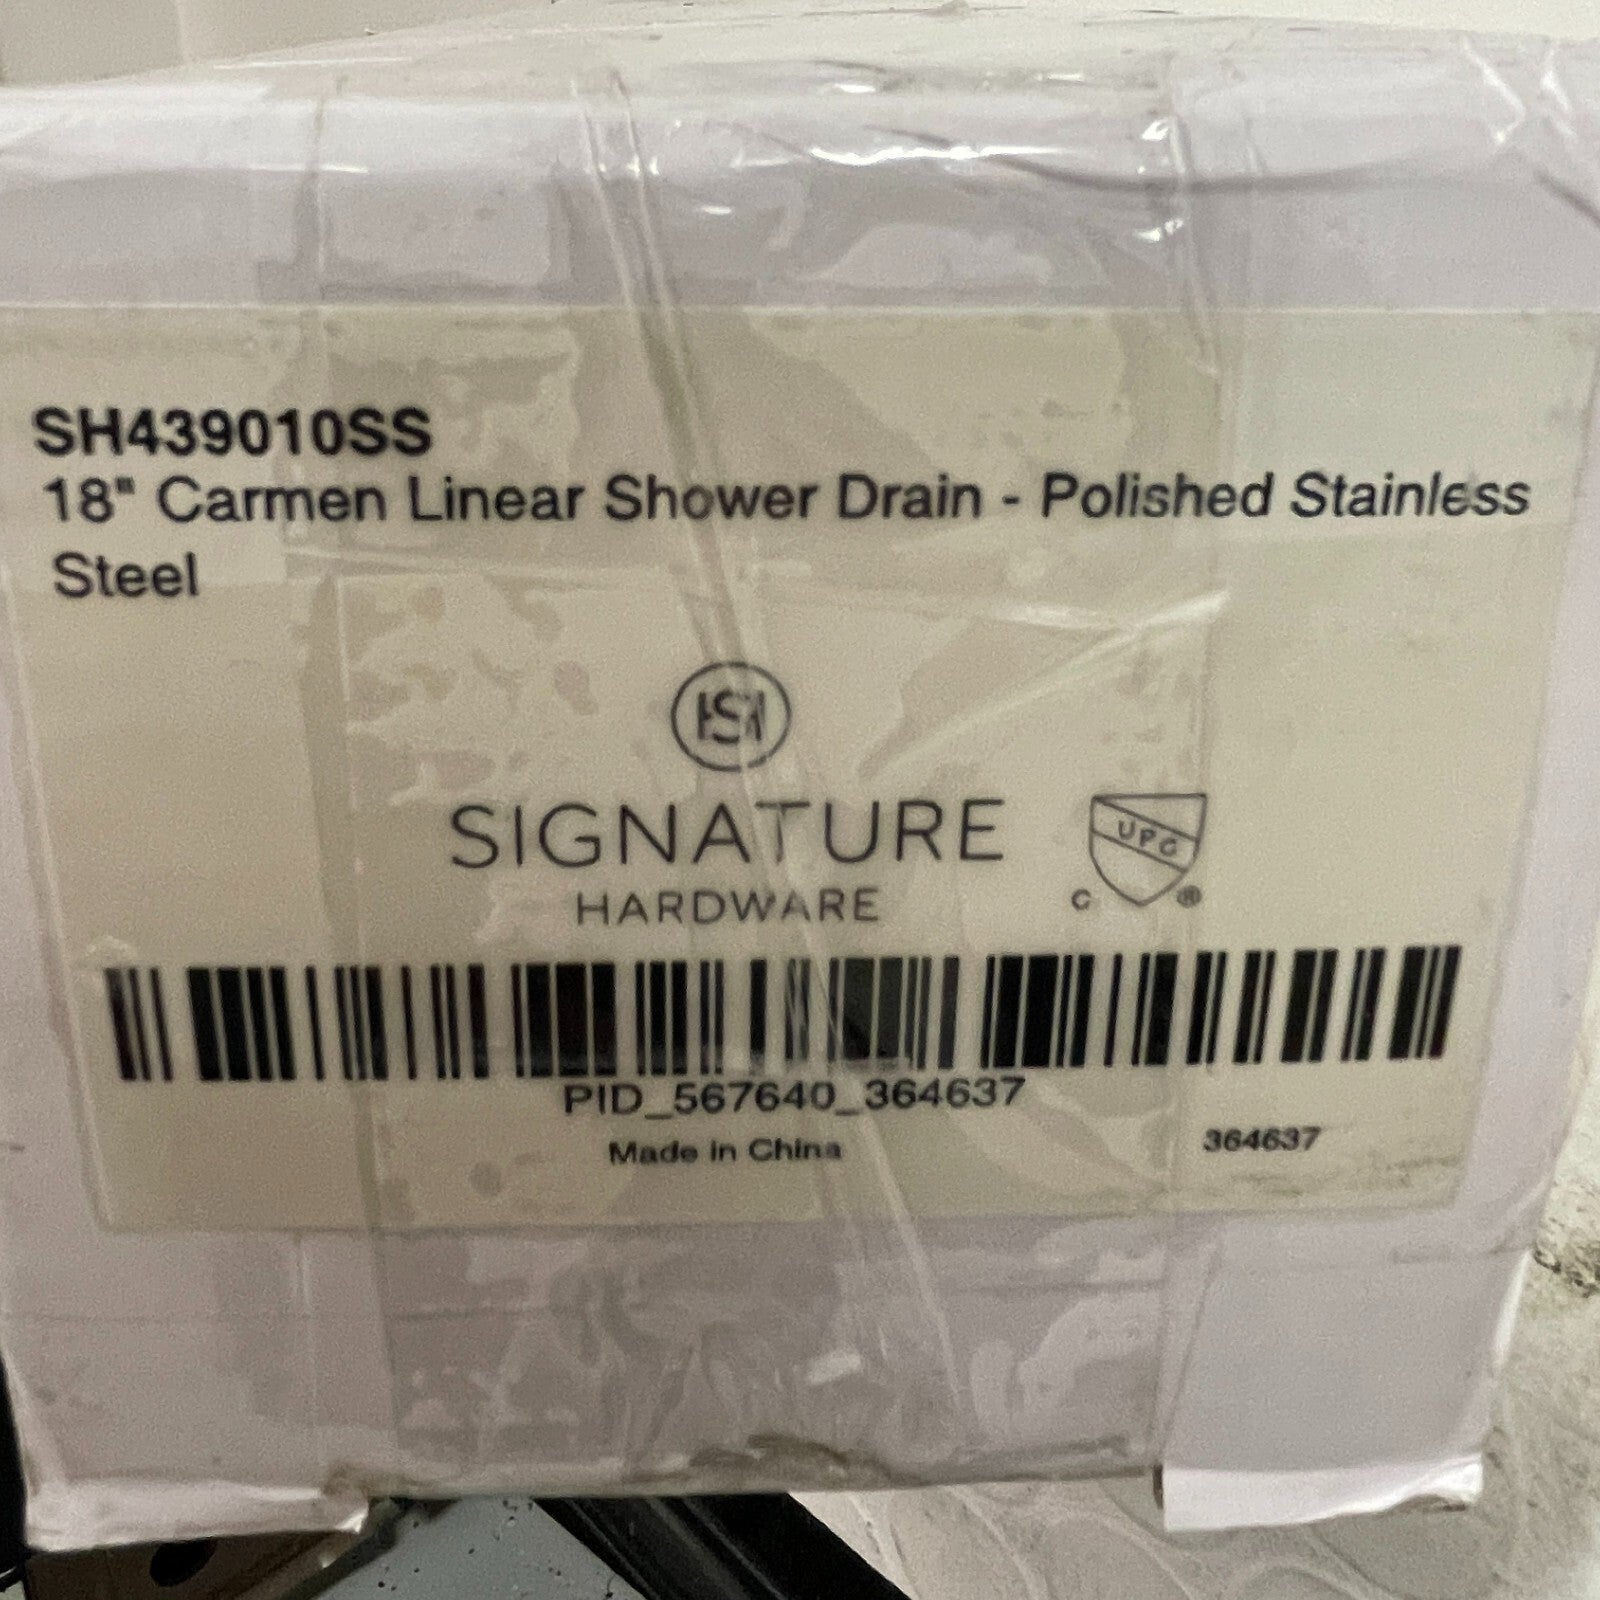 SH439010SS
18" Carmen Linear Shower Drain - Polished Stainless
Steel
SIGNATURE
HARDWARE
UPC
C ®
PID_567640_364637
Made in China
364637